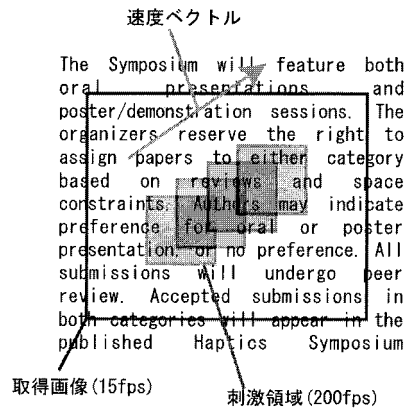 速度ベクトル
The Symposium will feature both
oral presentations and
poster/demonstration sessions. The
organizers reserve the right to
assign papers to either category
based on reviews and space
constraints. Authors may indicate
preference for oral or poster
presentation, or no preference. All
submissions will undergo peer
review. Accepted submissions in
both categories will appear in the
published Haptics Symposium
取得画像(15fps)
刺激領域(200fps)